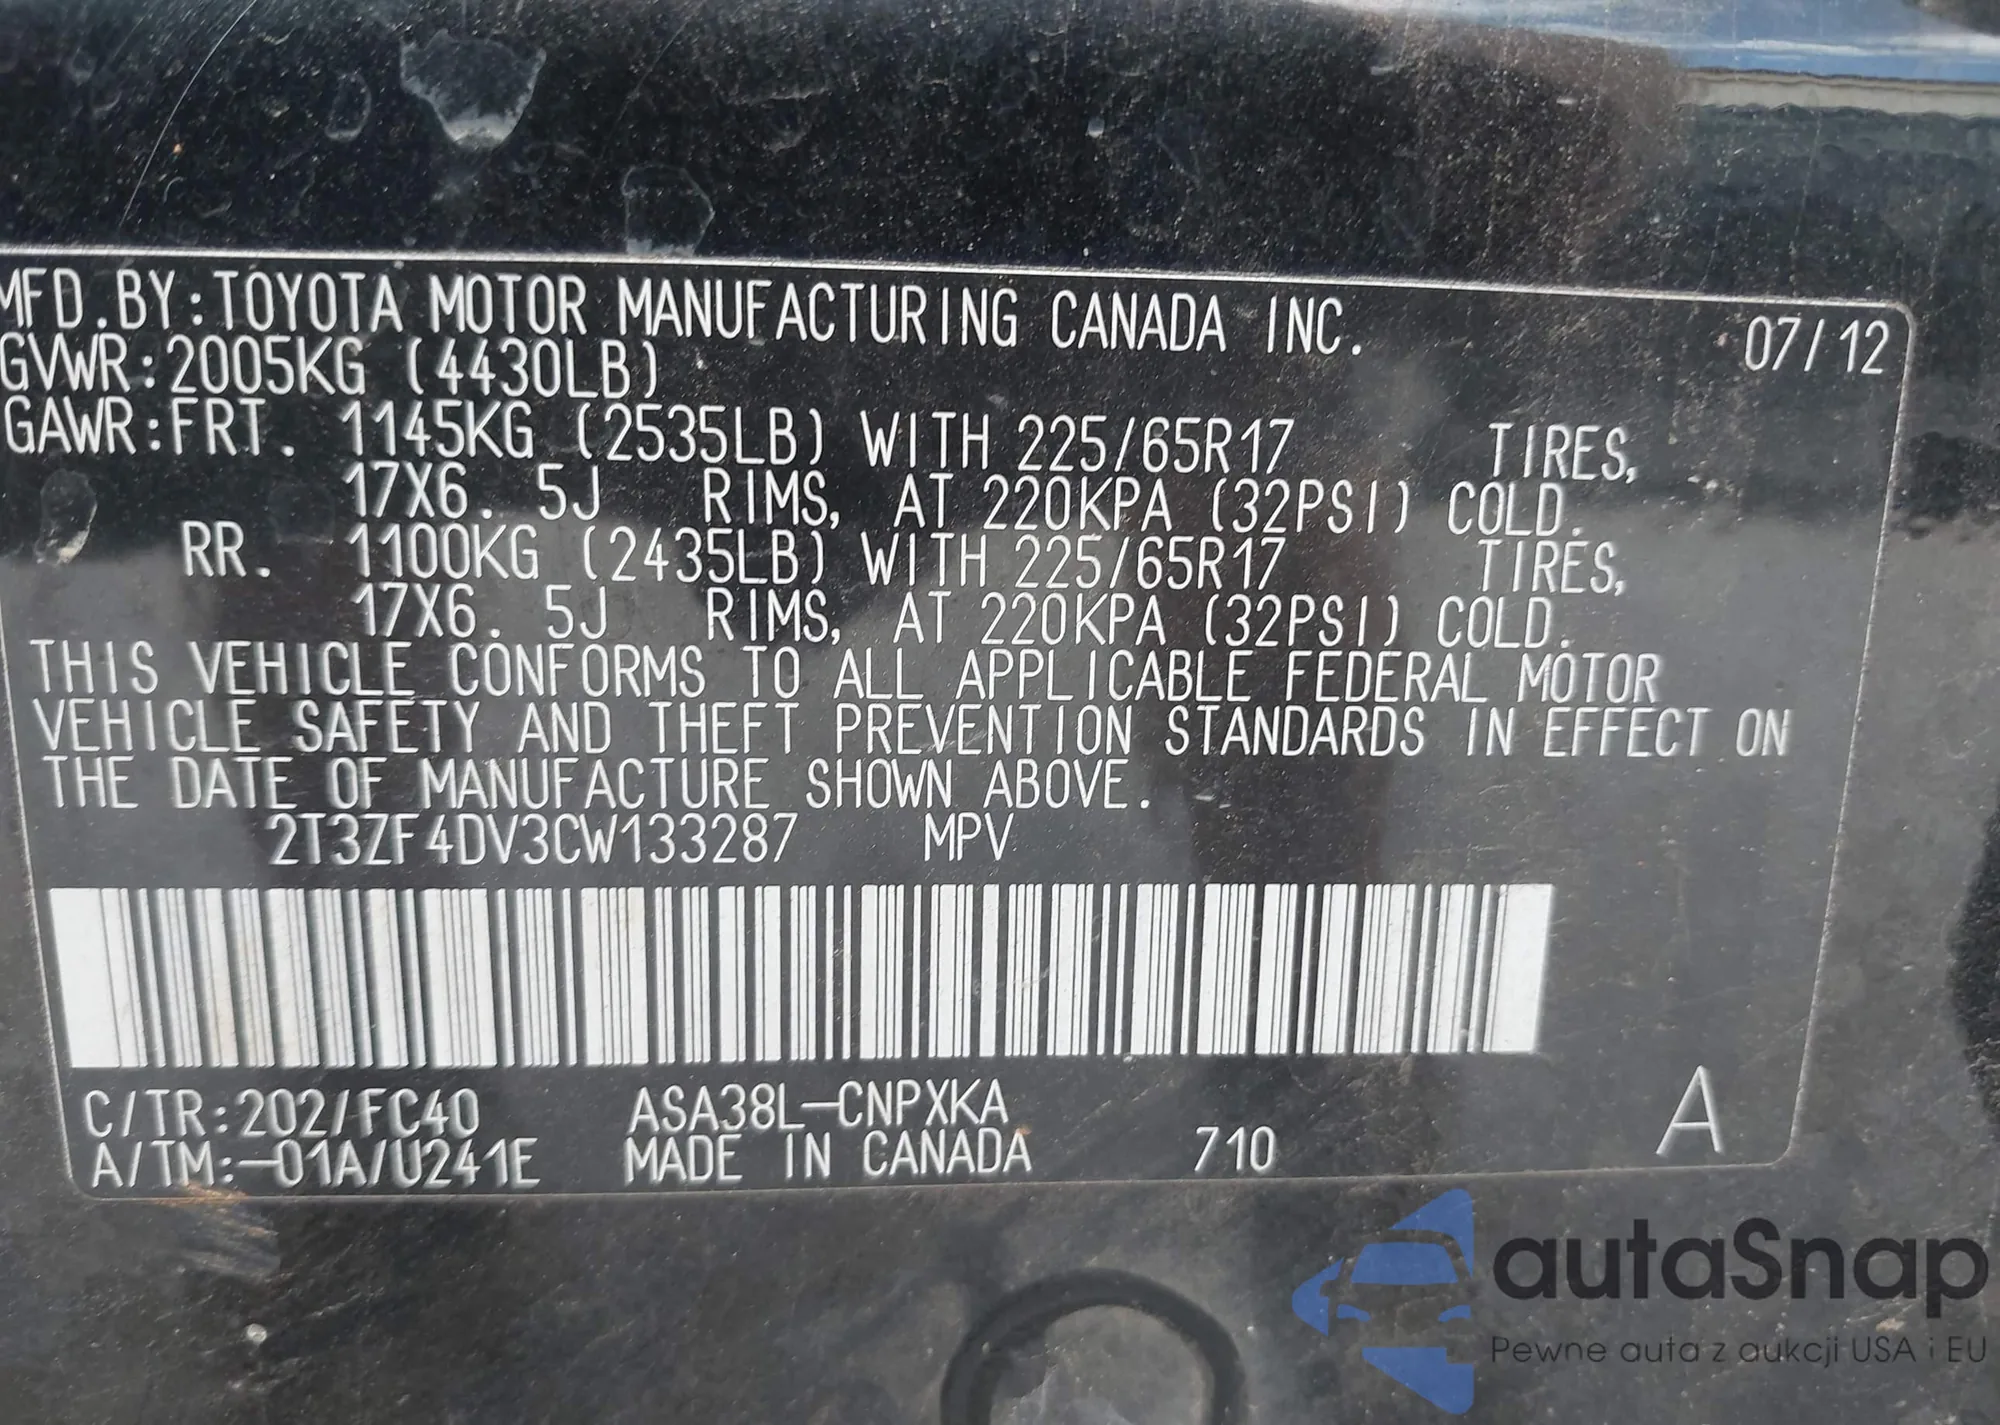 MFD.BY:TOYOTA MOTOR MANUFACTURING CANADA INC. 07/12
GVWR:2005KG (4430LB)
GAWR:FRT. 1145KG (2535LB) WITH 225/65R17 TIRES,
17X6.5J RIMS, AT 220KPA (32PSI) COLD.
RR. 1100KG (2435LB) WITH 225/65R17 TIRES,
17X6.5J RIMS, AT 220KPA (32PSI) COLD.
THIS VEHICLE CONFORMS TO ALL APPLICABLE FEDERAL MOTOR
VEHICLE SAFETY AND THEFT PREVENTION STANDARDS IN EFFECT ON
THE DATE OF MANUFACTURE SHOWN ABOVE.
2T3ZF4DV3CW133287 MPV
C/TR:202/FC40 ASA38L-CNPXKA A
A/TM:-01A/U241E MADE IN CANADA 710
autaSnap
Pewne auta z aukcji USA i EU